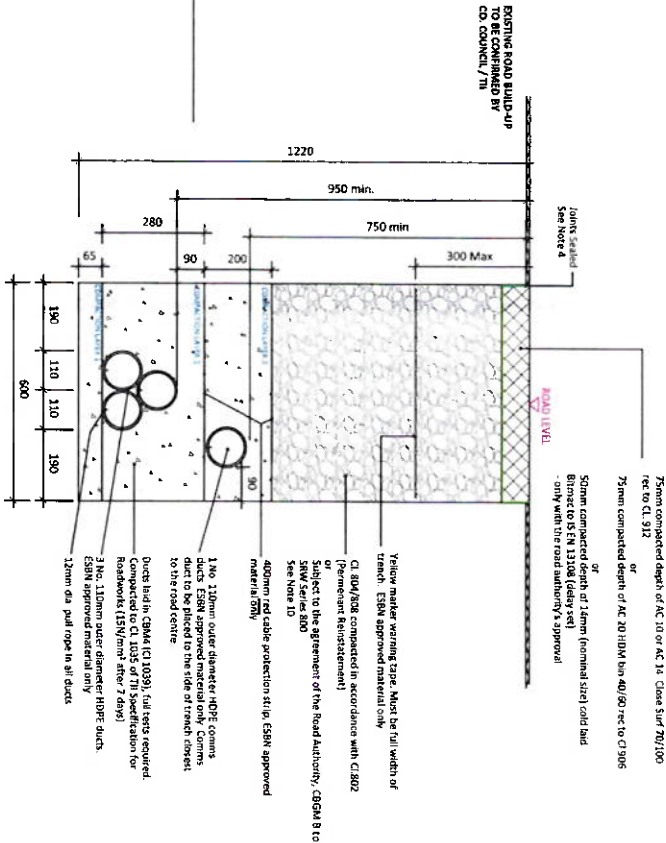 EXISTING ROAD BUILD-UP
TO BE CONFIRMED BY
CO. COUNCIL / TII
Joints Sealed
See Note 4
ROAD LEVEL
75mm compacted depth of AC 10 or AC 14 Close Surf 70/100
rec to CL. 912
or
75mm compacted depth of AC 20 HDM bin 40/60 rec to Cl 906
or
50mm compacted depth of 14mm (nominal size) cold laid
Bitmac to IS EN 13108 (delay set)
- only with the road authority's approval
1220
950 min.
750 min
300 Max
280
65
90
200
COMPACTION LAYER
COMPACTION LAYER
COMPACTION LAYER
90
190
110
110
190
600
Yellow marker warning tape. Must be full width of
trench. ESBN approved material only
CL 804/808 compacted in accordance with CL802
(Permenant Reinstatement)
or
Subject to the agreement of the Road Authority, CBGM B to
SRW Series 800
See Note 10
400mm red cable protection strip, ESBN approved
material only
1 No 110mm outer diameter HDPE comms
ducts ESBN approved material only Comms
duct to be placed to the side of trench closest
to the road centre
Ducts laid in CBM4 (Cl 1039), full tests required.
Compacted to CL 1035 of TII Specification for
Roadworks (15N/mm² after 7 days)
3 No. 110mm outer diameter HDPE ducts.
ESBN approved material only
12mm dia pull rope in all ducts